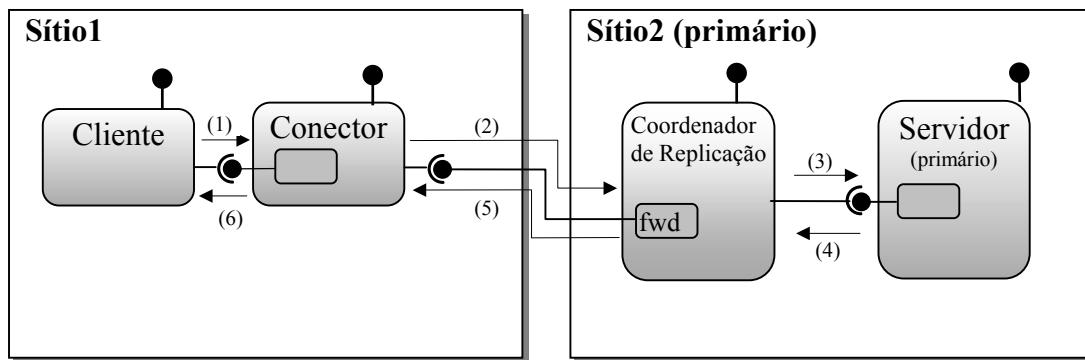 Sítio1
Cliente
(1)
(6)
Conector
(2)
(5)
Sítio2 (primário)
Coordenador
de Replicação
fwd
(3)
(4)
Servidor
(primário)